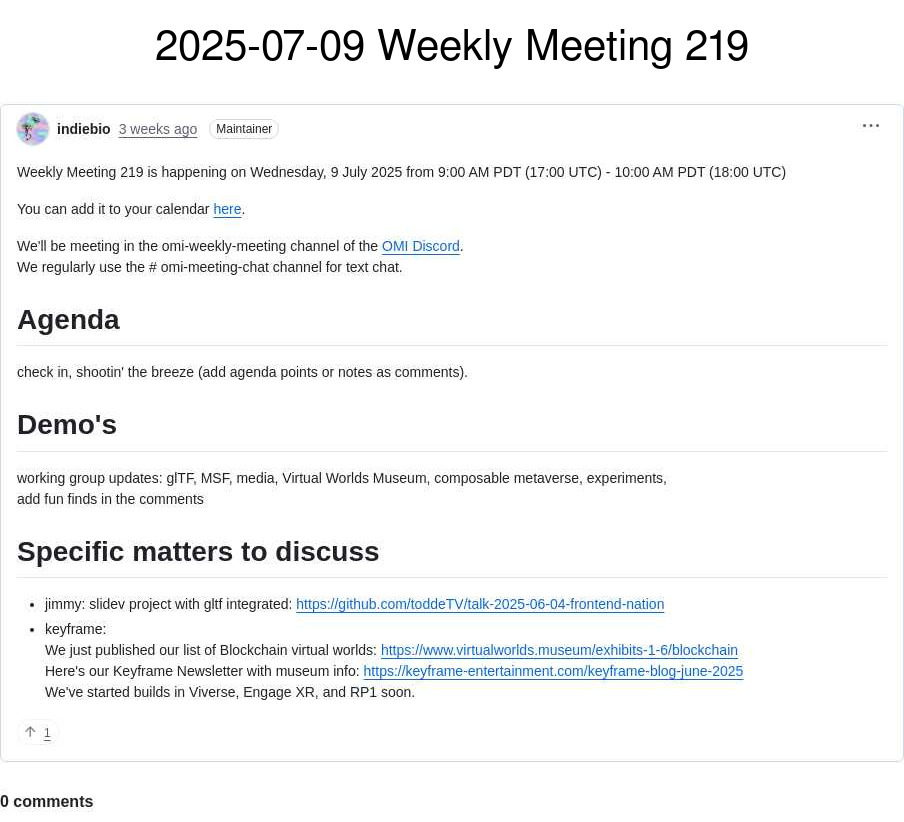 2025-07-09 Weekly Meeting 219
indiebio 3 weeks ago Maintainer
Weekly Meeting 219 is happening on Wednesday, 9 July 2025 from 9:00 AM PDT (17:00 UTC) - 10:00 AM PDT (18:00 UTC)
You can add it to your calendar here.
We'll be meeting in the omi-weekly-meeting channel of the OMI Discord.
We regularly use the # omi-meeting-chat channel for text chat.
Agenda
check in, shootin' the breeze (add agenda points or notes as comments).
Demo's
working group updates: glTF, MSF, media, Virtual Worlds Museum, composable metaverse, experiments,
add fun finds in the comments
Specific matters to discuss
• jimmy: slidev project with gltf integrated: https://github.com/toddeTV/talk-2025-06-04-frontend-nation
• keyframe:
We just published our list of Blockchain virtual worlds: https://www.virtualworlds.museum/exhibits-1-6/blockchain
Here's our Keyframe Newsletter with museum info: https://keyframe-entertainment.com/keyframe-blog-june-2025
We've started builds in Viverse, Engage XR, and RP1 soon.
↑ 1
0 comments